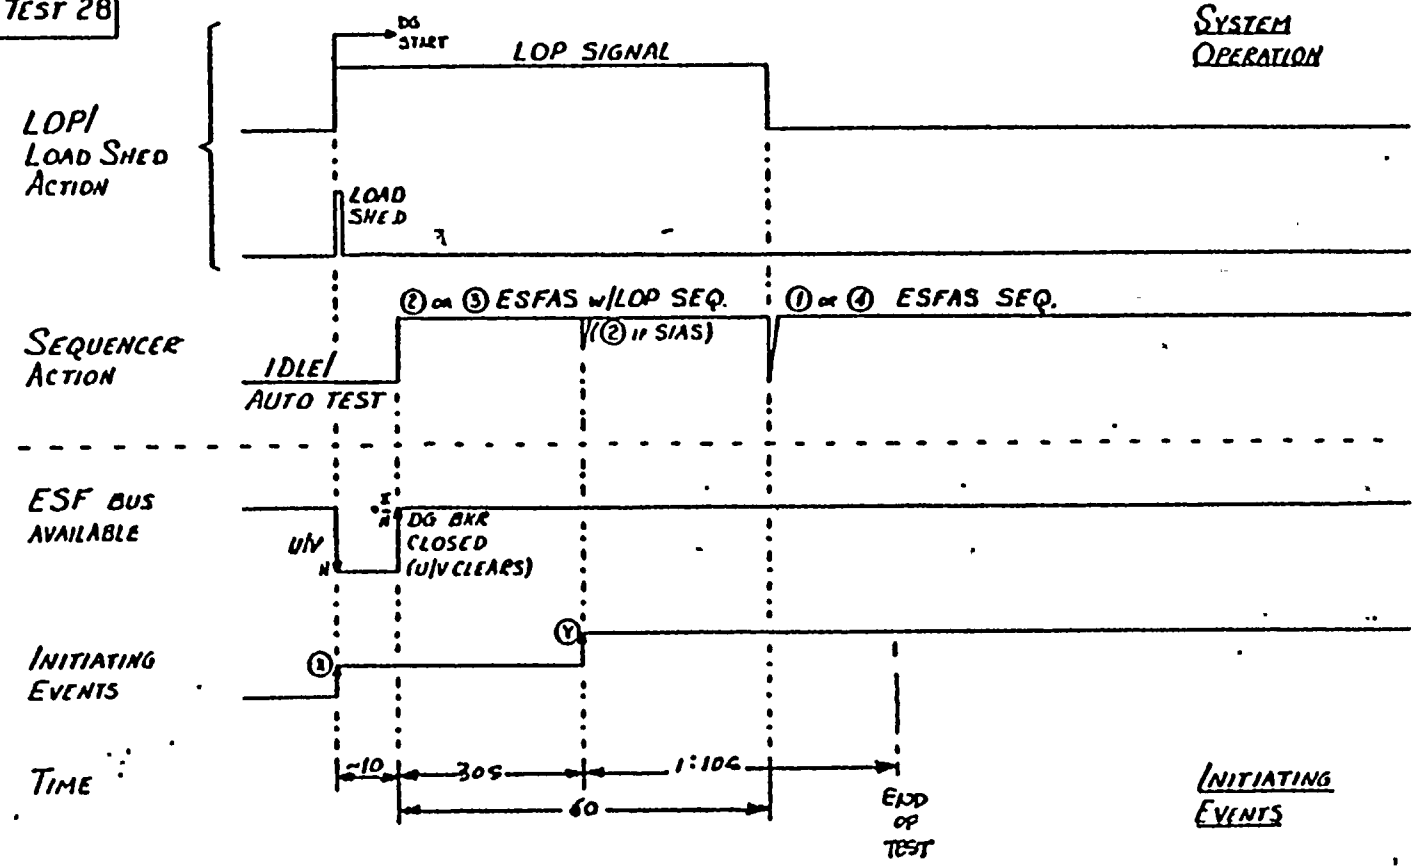 TEST 28
DG
START
LOP SIGNAL
SYSTEM
OPERATION
LOP/
LOAD SHED
ACTION
LOAD
SHED
② OR ③ ESFAS W/LOP SEQ.
(② IF SIAS)
① OR ④ ESFAS SEQ.
SEQUENCER
ACTION
IDLE/
AUTO TEST
ESF BUS
AVAILABLE
U/V
DG BKR
CLOSED
(U/V CLEARS)
Y
INITIATING
EVENTS
TIME
~10
30S
1:10S
60
END
OF
TEST
INITIATING
EVENTS